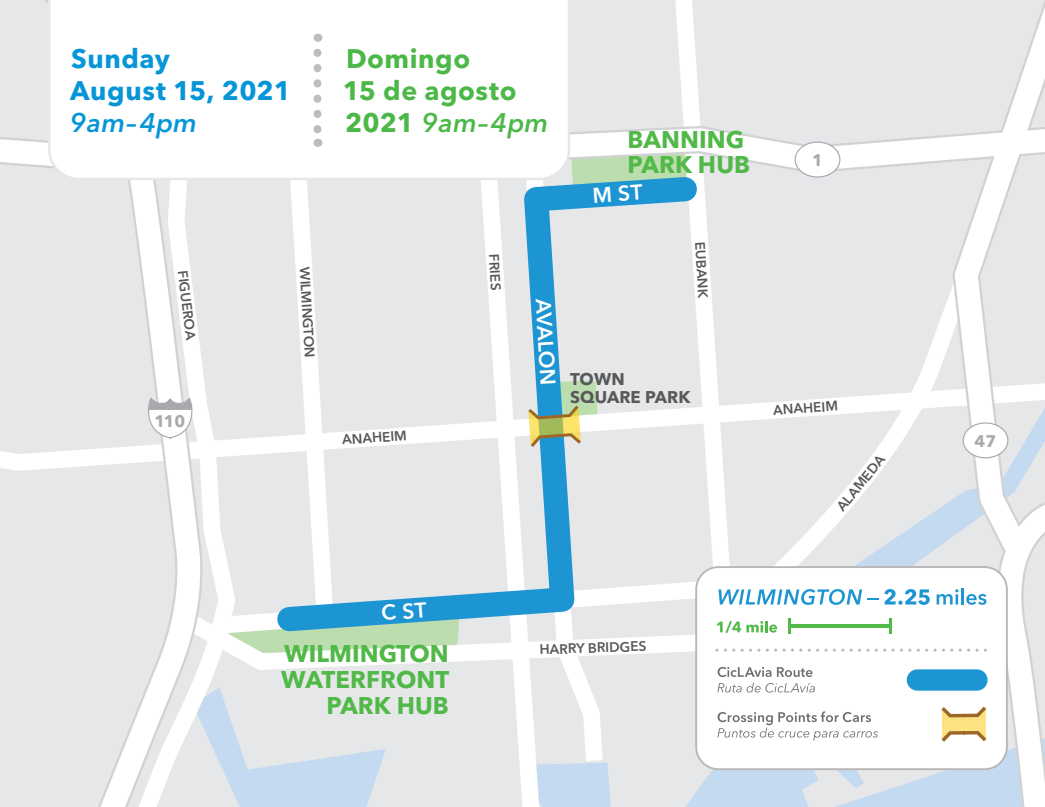 Sunday
August 15, 2021
9am–4pm
Domingo
15 de agosto
2021 9am–4pm
BANNING
PARK HUB
1
M ST
FIGUEROA
WILMINGTON
FRIES
AVALON
EUBANK
TOWN
SQUARE PARK
110
ANAHEIM
ANAHEIM
47
ALAMEDA
C ST
HARRY BRIDGES
WILMINGTON
WATERFRONT
PARK HUB
WILMINGTON – 2.25 miles
1/4 mile
CicLAvia Route
Ruta de CicLAvía
Crossing Points for Cars
Puntos de cruce para carros